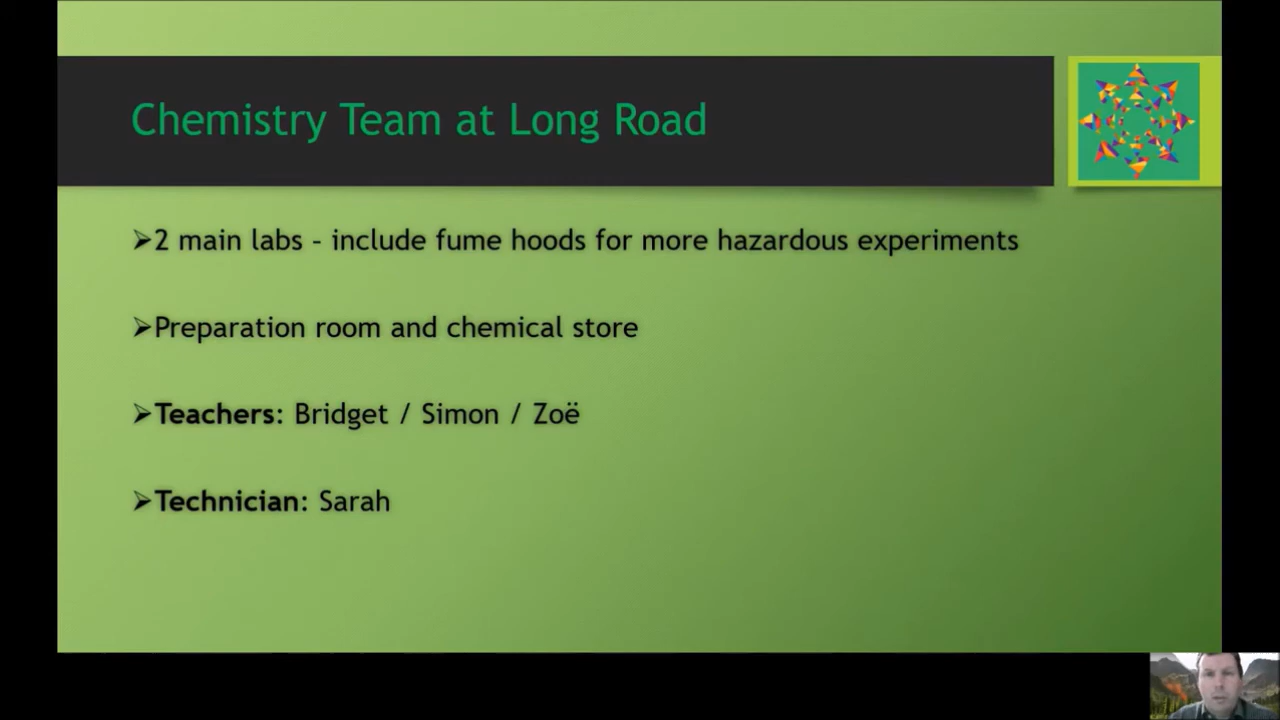 Chemistry Team at Long Road
➢2 main labs – include fume hoods for more hazardous experiments
➢Preparation room and chemical store
➢Teachers: Bridget / Simon / Zoë
➢Technician: Sarah